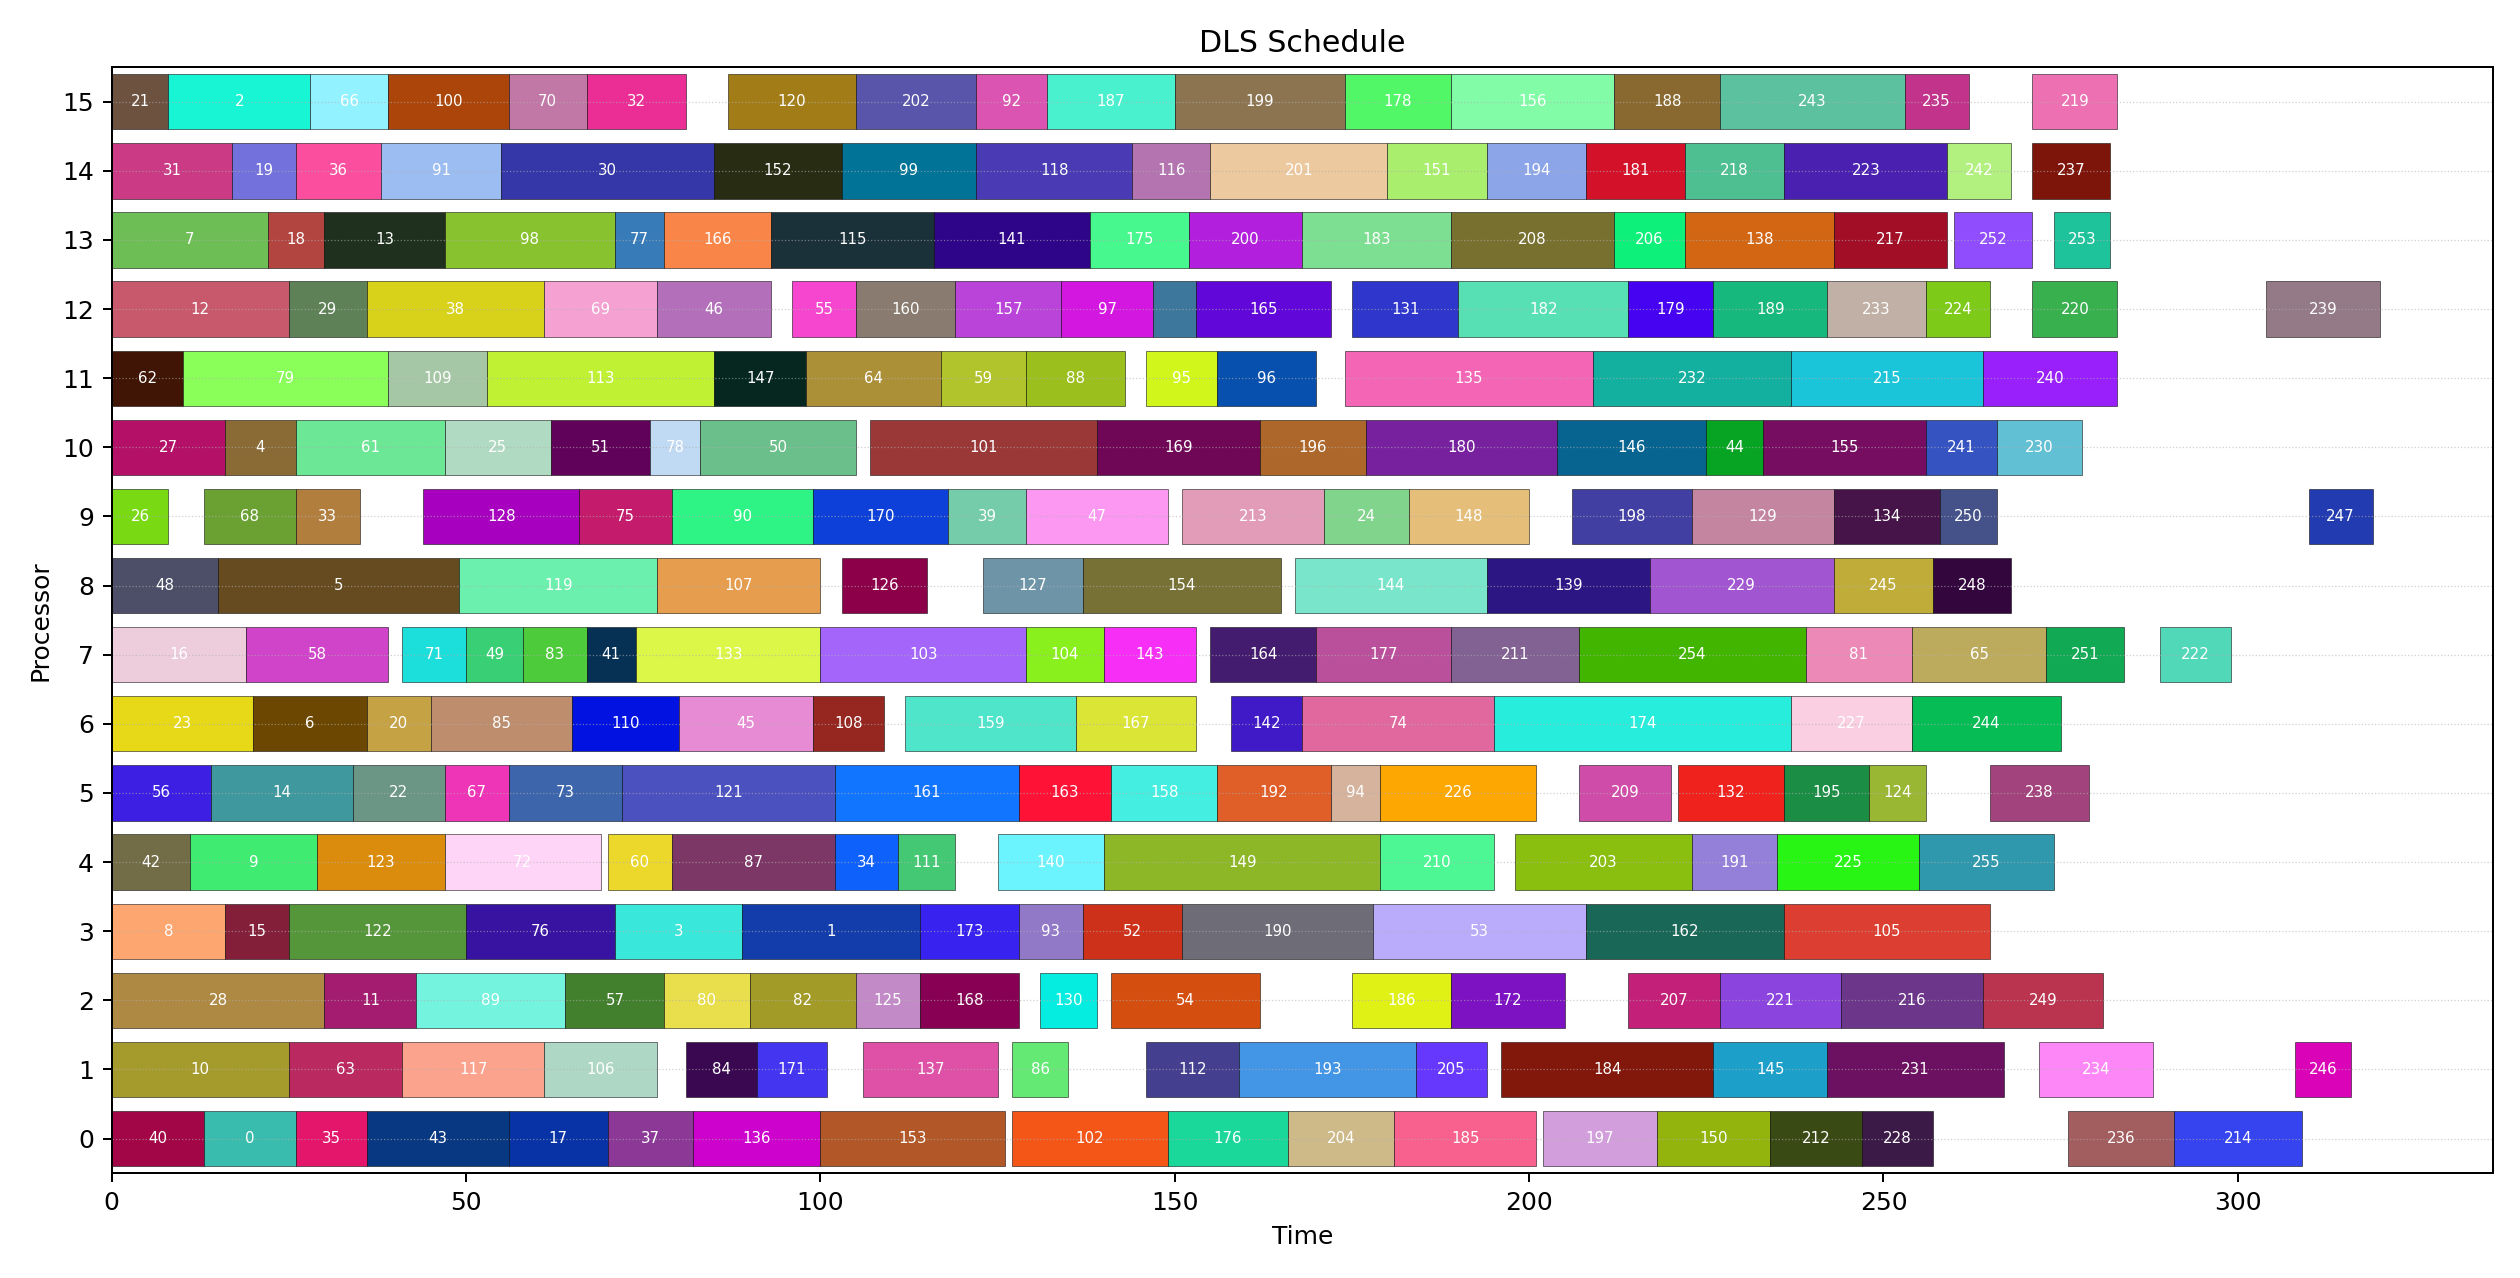 DLS Schedule
15 21 2 66 100 70 32 120 202 92 187 199 178 156 188 243 235 219
14 31 19 36 91 30 152 99 118 116 201 151 194 181 218 223 242 237
13 7 18 13 98 77 166 115 141 175 200 183 208 206 138 217 252 253
12 12 29 38 69 46 55 160 157 97 165 131 182 179 189 233 224 220 239
11 62 79 109 113 147 64 59 88 95 96 135 232 215 240
10 27 4 61 25 51 78 50 101 169 196 180 146 44 155 241 230
9 26 68 33 128 75 90 170 39 47 213 24 148 198 129 134 250 247
8 48 5 119 107 126 127 154 144 139 229 245 248
7 16 58 71 49 83 41 133 103 104 143 164 177 211 254 81 65 251 222
6 23 6 20 85 110 45 108 159 167 142 74 174 227 244
5 56 14 22 67 73 121 161 163 158 192 94 226 209 132 195 124 238
4 42 9 123 72 60 87 34 111 140 149 210 203 191 225 255
3 8 15 122 76 3 1 173 93 52 190 53 162 105
2 28 11 89 57 80 82 125 168 130 54 186 172 207 221 216 249
1 10 63 117 106 84 171 137 86 112 193 205 184 145 231 234 246
0 40 0 35 43 17 37 136 153 102 176 204 185 197 150 212 228 236 214
0 50 100 150 200 250 300
Time
Processor